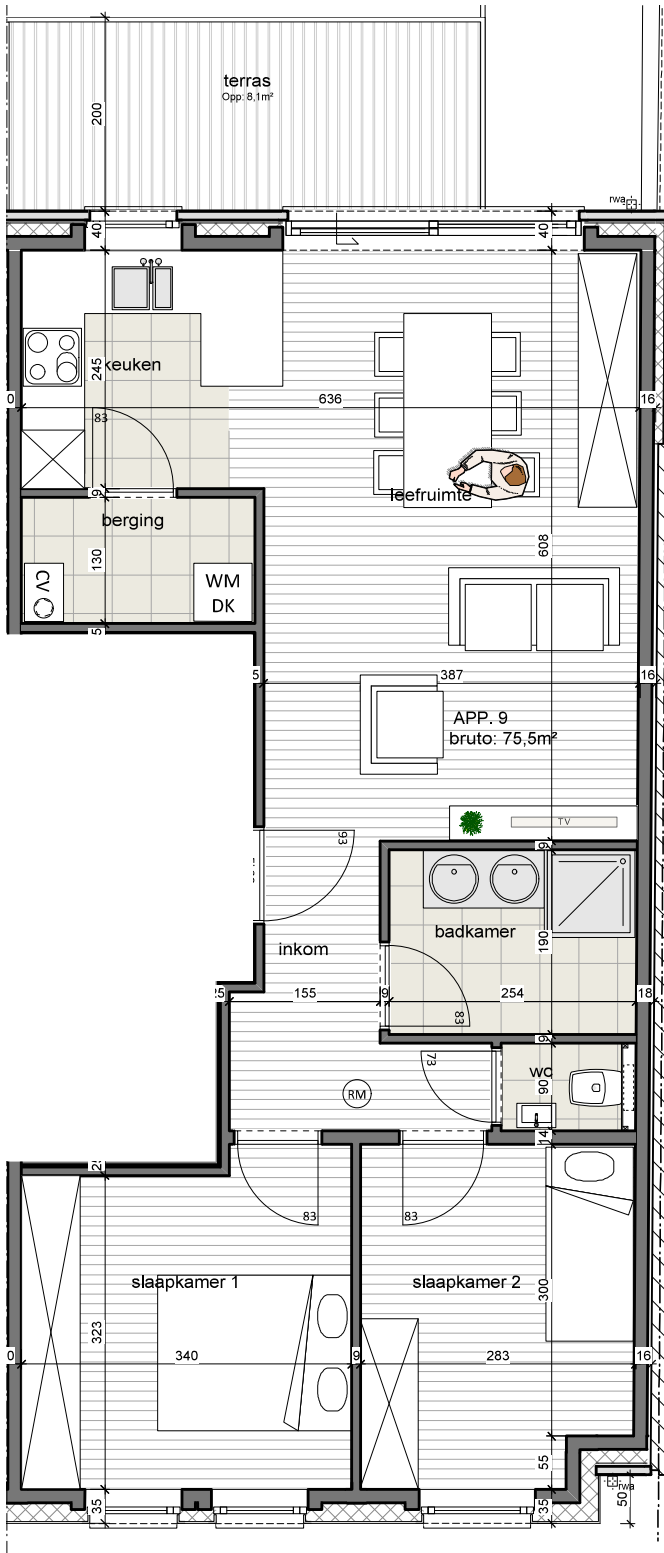 terras
Opp: 8,1m²
200
rwa
40
40
keuken
245
83
0
636
16
leefruimte
9
berging
130
608
CV
WM
DK
5
5
387
16
APP. 9
bruto: 75,5m²
TV
93
9
badkamer
190
inkom
155
9
254
18
83
9
73
wc
90
RM
14
83
83
slaapkamer 1
slaapkamer 2
300
323
0
340
9
283
16
55
35
35
rwa
50